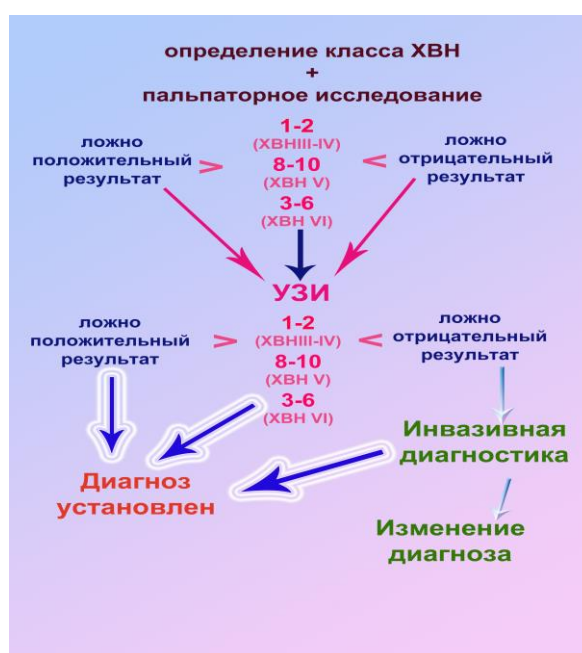 определение класса ХВН
+
пальпаторное исследование
ложно
положительный
результат
>
1-2
(ХВНIII-IV)
8-10
(ХВН V)
3-6
(ХВН VI)
<
ложно
отрицательный
результат
УЗИ
ложно
положительный
результат
>
1-2
(ХВНIII-IV)
8-10
(ХВН V)
3-6
(ХВН VI)
<
ложно
отрицательный
результат
Инвазивная
диагностика
Диагноз
установлен
Изменение
диагноза